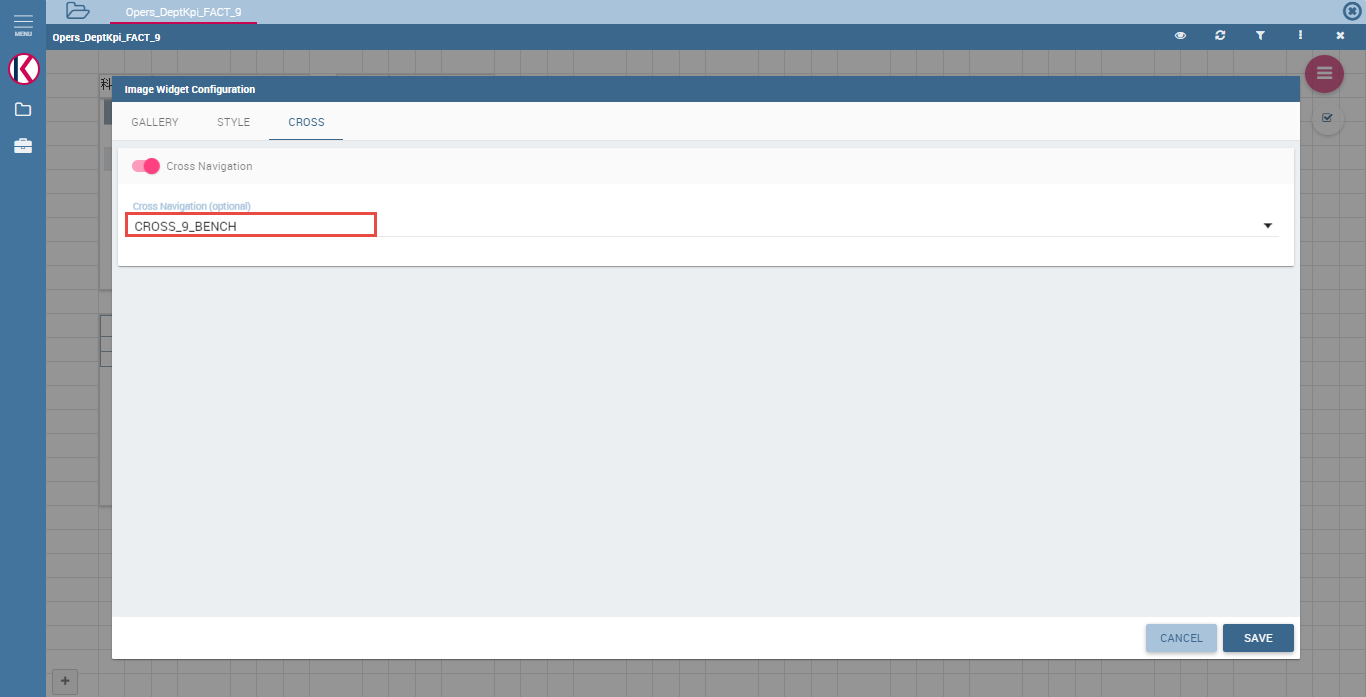 Opers_DeptKpi_FACT_9
MENU
Opers_DeptKpi_FACT_9
科
Image Widget Configuration
GALLERY STYLE CROSS
Cross Navigation
Cross Navigation (optional)
CROSS_9_BENCH
CANCEL SAVE